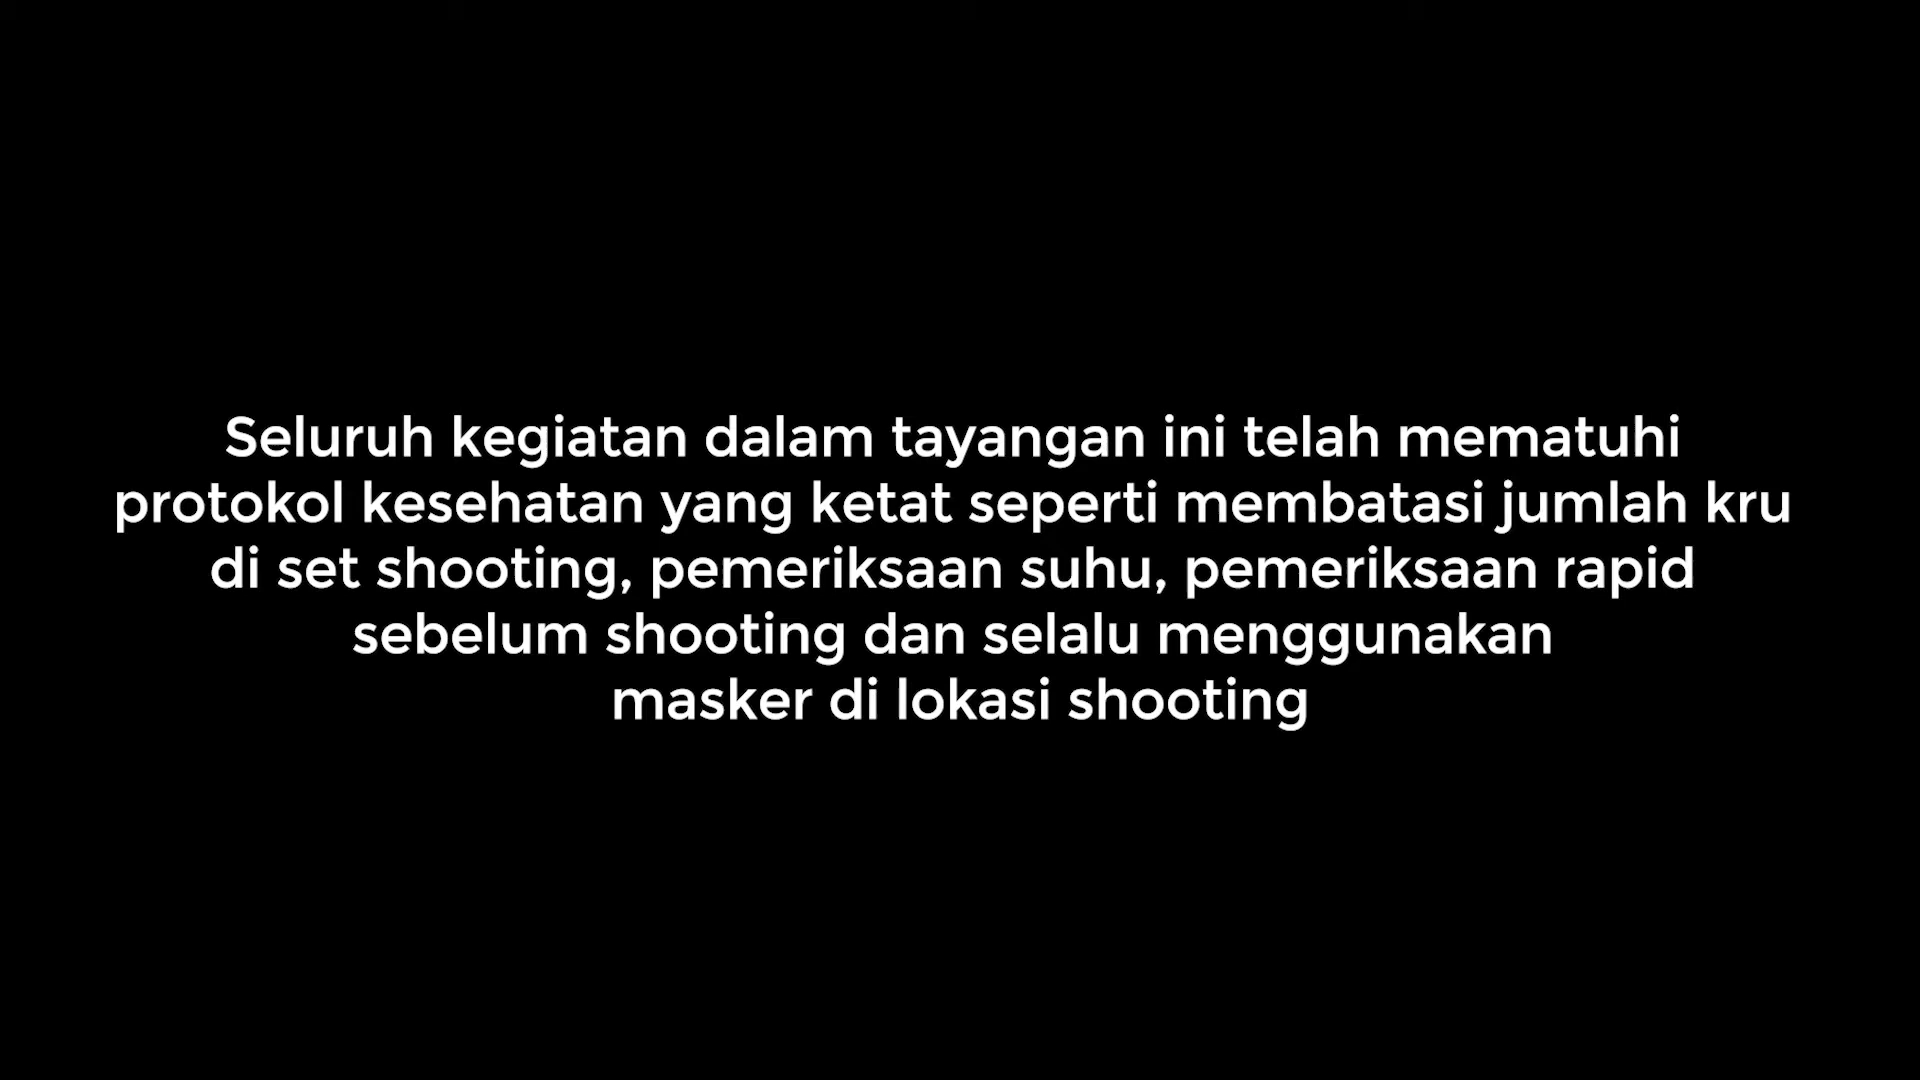 Seluruh kegiatan dalam tayangan ini telah mematuhi
protokol kesehatan yang ketat seperti membatasi jumlah kru
di set shooting, pemeriksaan suhu, pemeriksaan rapid
sebelum shooting dan selalu menggunakan
masker di lokasi shooting